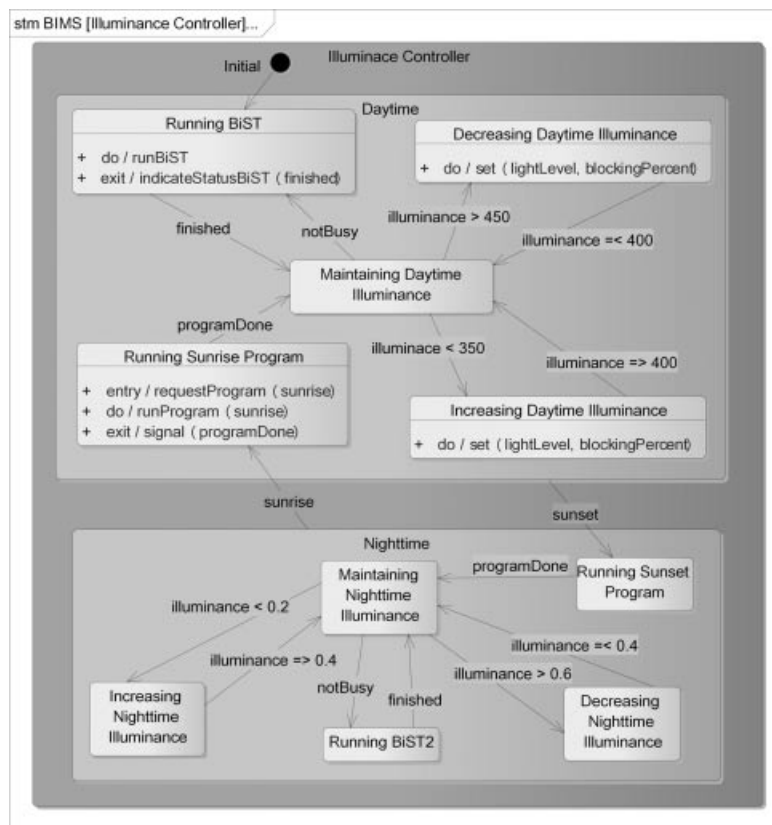 stm BIMS [Illuminance Controller]...
Initial
Illuminace Controller
Daytime
Running BiST
+ do / runBiST
+ exit / indicateStatusBiST (finished)
Decreasing Daytime Illuminance
+ do / set (lightLevel, blockingPercent)
finished
notBusy
illuminance > 450
illuminance =< 400
Maintaining Daytime
Illuminance
programDone
illuminace < 350
illuminance => 400
Running Sunrise Program
+ entry / requestProgram (sunrise)
+ do / runProgram (sunrise)
+ exit / signal (programDone)
Increasing Daytime Illuminance
+ do / set (lightLevel, blockingPercent)
sunrise
sunset
Nighttime
Maintaining
Nighttime
Illuminance
programDone
Running Sunset
Program
illuminance < 0.2
illuminance => 0.4
illuminance =< 0.4
illuminance > 0.6
notBusy
finished
Increasing
Nighttime
Illuminance
Running BiST2
Decreasing
Nighttime
Illuminance